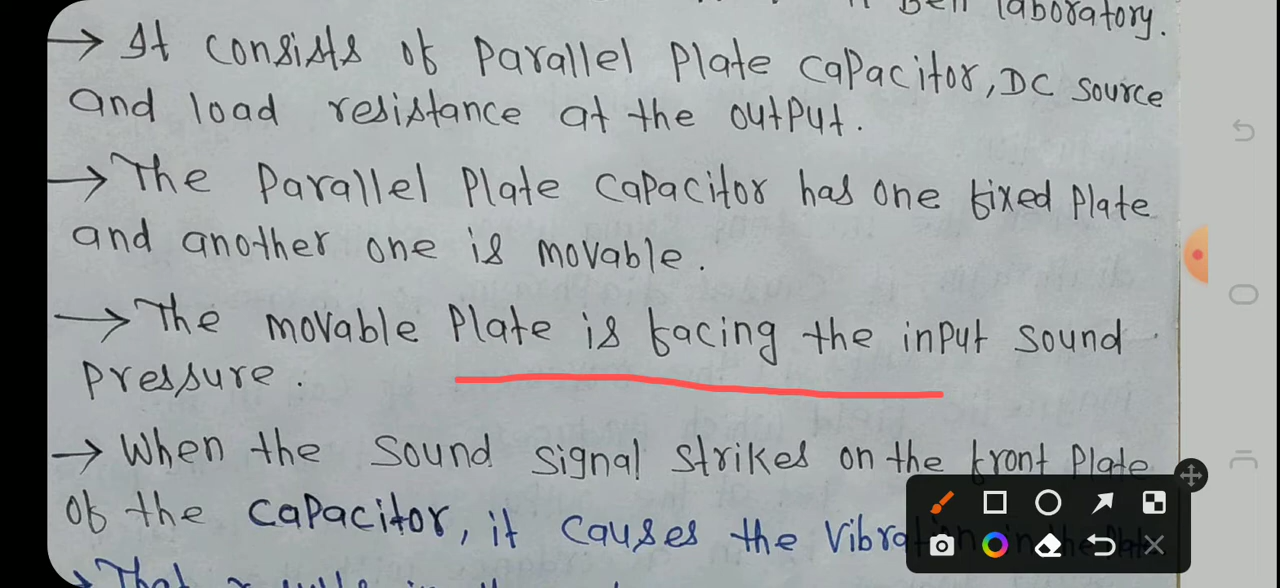 Bell laboratory.
→ It consists of Parallel Plate capacitor, DC source
and load resistance at the output.
→ The Parallel Plate capacitor has one fixed Plate
and another one is movable.
→ The movable Plate is facing the input sound
pressure.
→ When the sound signal strikes on the front Plate
of the capacitor, it causes the
That